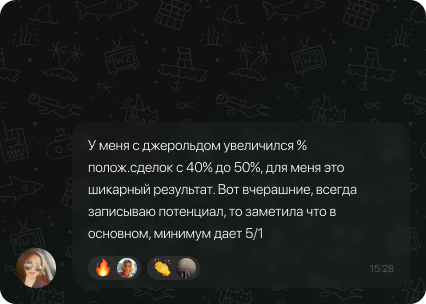 У меня с джерольдом увеличился %
полож.сделок с 40% до 50%, для меня это
шикарный результат. Вот вчерашние, всегда
записываю потенциал, то заметила что в
основном, минимум дает 5/1
15:28